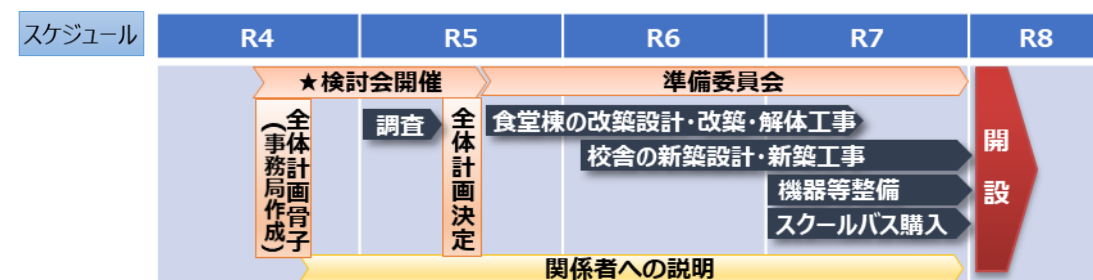 スケジュール
R4
R5
R6
R7
R8
★検討会開催
準備委員会
全体計画骨子
(事務局作成)
調査
全体計画決定
食堂棟の改築設計・改築・解体工事
校舎の新築設計・新築工事
機器等整備
スクールバス購入
開設
関係者への説明